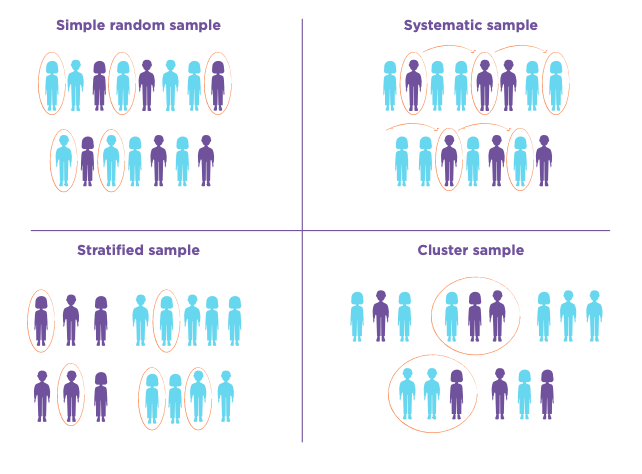 Simple random sample
Systematic sample
Stratified sample
Cluster sample